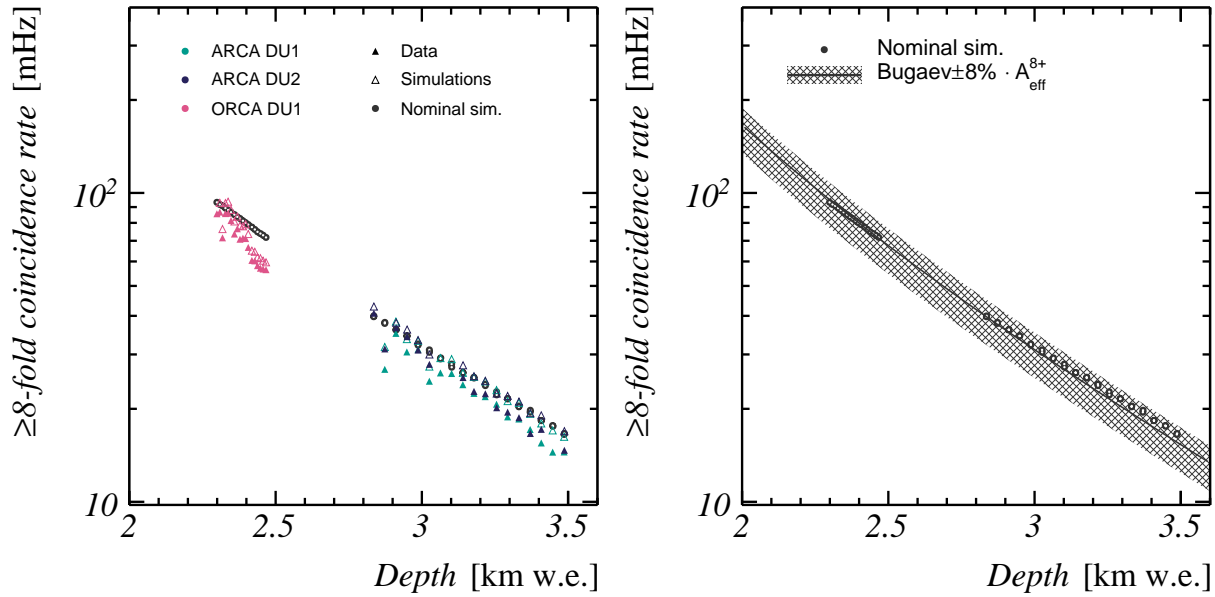 ≥8-fold coincidence rate [mHz]
10²
10
ARCA DU1
ARCA DU2
ORCA DU1
Data
Simulations
Nominal sim.
2
2.5
3
3.5
Depth [km w.e.]
≥8-fold coincidence rate [mHz]
10²
10
Nominal sim.
Bugaev±8% · A_eff^8+
2
2.5
3
3.5
Depth [km w.e.]